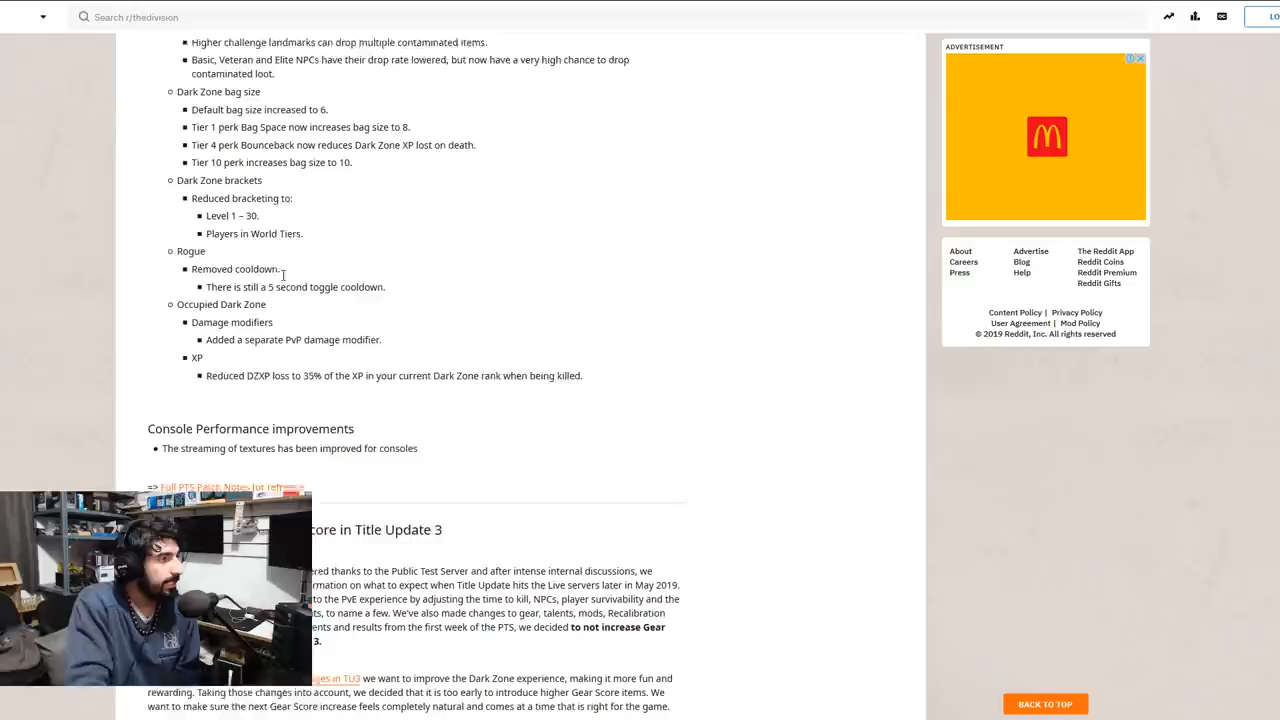 Search r/thedivision
LO
Higher challenge landmarks can drop multiple contaminated items.
Basic, Veteran and Elite NPCs have their drop rate lowered, but now have a very high chance to drop
contaminated loot.
Dark Zone bag size
Default bag size increased to 6.
Tier 1 perk Bag Space now increases bag size to 8.
Tier 4 perk Bounceback now reduces Dark Zone XP lost on death.
Tier 10 perk increases bag size to 10.
Dark Zone brackets
Reduced bracketing to:
Level 1 – 30.
Players in World Tiers.
Rogue
Removed cooldown.
There is still a 5 second toggle cooldown.
Occupied Dark Zone
Damage modifiers
Added a separate PvP damage modifier.
XP
Reduced DZXP loss to 35% of the XP in your current Dark Zone rank when being killed.
Console Performance improvements
The streaming of textures has been improved for consoles
=> Full PTS Patch Notes for refe
core in Title Update 3
ered thanks to the Public Test Server and after intense internal discussions, we
rmation on what to expect when Title Update hits the Live servers later in May 2019.
to the PvE experience by adjusting the time to kill, NPCs, player survivability and the
ts, to name a few. We've also made changes to gear, talents, mods, Recalibration
ents and results from the first week of the PTS, we decided to not increase Gear
3.
ges in TU3 we want to improve the Dark Zone experience, making it more fun and
rewarding. Taking those changes into account, we decided that it is too early to introduce higher Gear Score items. We
want to make sure the next Gear Score increase feels completely natural and comes at a time that is right for the game.
ADVERTISEMENT
About Advertise The Reddit App
Careers Blog Reddit Coins
Press Help Reddit Premium
Reddit Gifts
Content Policy | Privacy Policy
User Agreement | Mod Policy
© 2019 Reddit, Inc. All rights reserved
BACK TO TOP